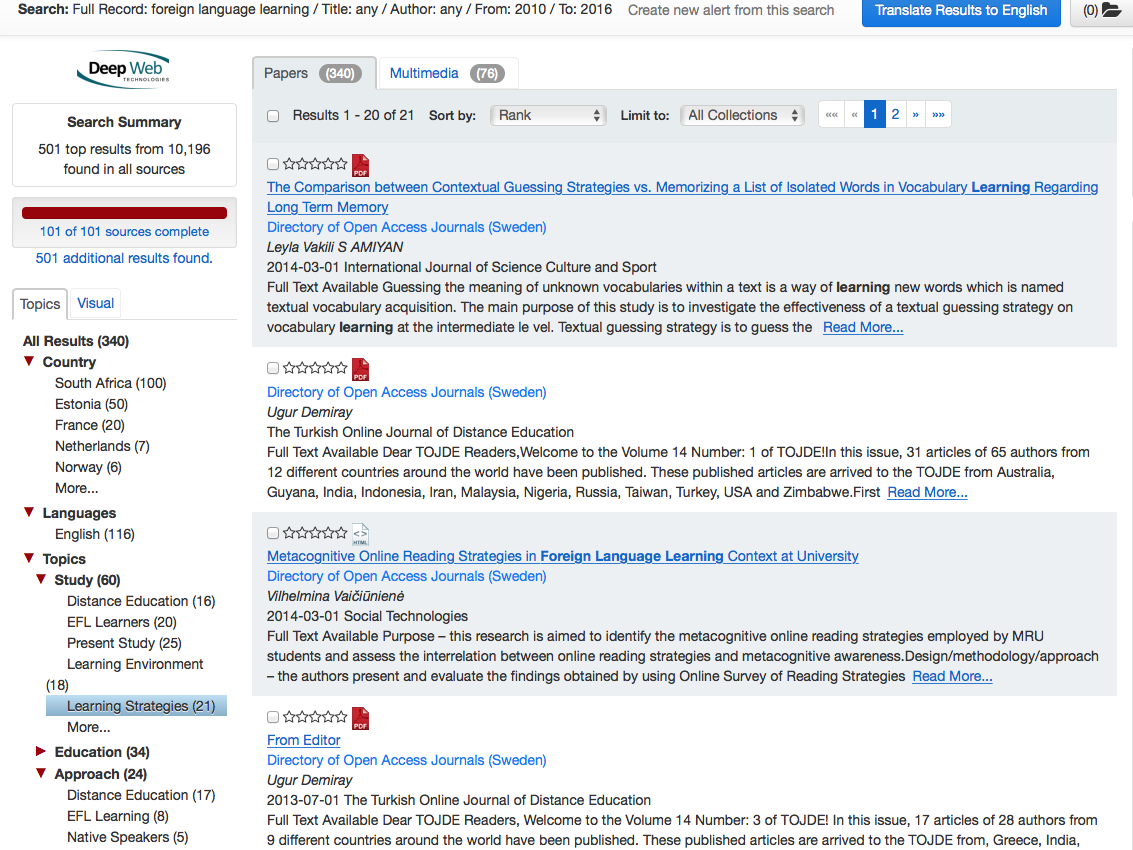 Search: Full Record: foreign language learning / Title: any / Author: any / From: 2010 / To: 2016 Create new alert from this search Translate Results to English (0)
Deep Web
TECHNOLOGIES
Search Summary
501 top results from 10,196
found in all sources
101 of 101 sources complete
501 additional results found.
Topics Visual
All Results (340)
Country
South Africa (100)
Estonia (50)
France (20)
Netherlands (7)
Norway (6)
More...
Languages
English (116)
Topics
Study (60)
Distance Education (16)
EFL Learners (20)
Present Study (25)
Learning Environment
(18)
Learning Strategies (21)
More...
Education (34)
Approach (24)
Distance Education (17)
EFL Learning (8)
Native Speakers (5)
Papers (340) Multimedia (76)
Results 1 - 20 of 21 Sort by: Rank Limit to: All Collections «« « 1 2 » »»
PDF
The Comparison between Contextual Guessing Strategies vs. Memorizing a List of Isolated Words in Vocabulary Learning Regarding
Long Term Memory
Directory of Open Access Journals (Sweden)
Leyla Vakili S AMIYAN
2014-03-01 International Journal of Science Culture and Sport
Full Text Available Guessing the meaning of unknown vocabularies within a text is a way of learning new words which is named
textual vocabulary acquisition. The main purpose of this study is to investigate the effectiveness of a textual guessing strategy on
vocabulary learning at the intermediate le vel. Textual guessing strategy is to guess the Read More...
PDF
Directory of Open Access Journals (Sweden)
Ugur Demiray
The Turkish Online Journal of Distance Education
Full Text Available Dear TOJDE Readers,Welcome to the Volume 14 Number: 1 of TOJDE!In this issue, 31 articles of 65 authors from
12 different countries around the world have been published. These published articles are arrived to the TOJDE from Australia,
Guyana, India, Indonesia, Iran, Malaysia, Nigeria, Russia, Taiwan, Turkey, USA and Zimbabwe.First Read More...
<> HTML
Metacognitive Online Reading Strategies in Foreign Language Learning Context at University
Directory of Open Access Journals (Sweden)
Vilhelmina Vaičiūnienė
2014-03-01 Social Technologies
Full Text Available Purpose – this research is aimed to identify the metacognitive online reading strategies employed by MRU
students and assess the interrelation between online reading strategies and metacognitive awareness.Design/methodology/approach
– the authors present and evaluate the findings obtained by using Online Survey of Reading Strategies Read More...
PDF
From Editor
Directory of Open Access Journals (Sweden)
Ugur Demiray
2013-07-01 The Turkish Online Journal of Distance Education
Full Text Available Dear TOJDE Readers, Welcome to the Volume 14 Number: 3 of TOJDE! In this issue, 17 articles of 28 authors from
9 different countries around the world have been published. These published articles are arrived to the TOJDE from, Greece, India,